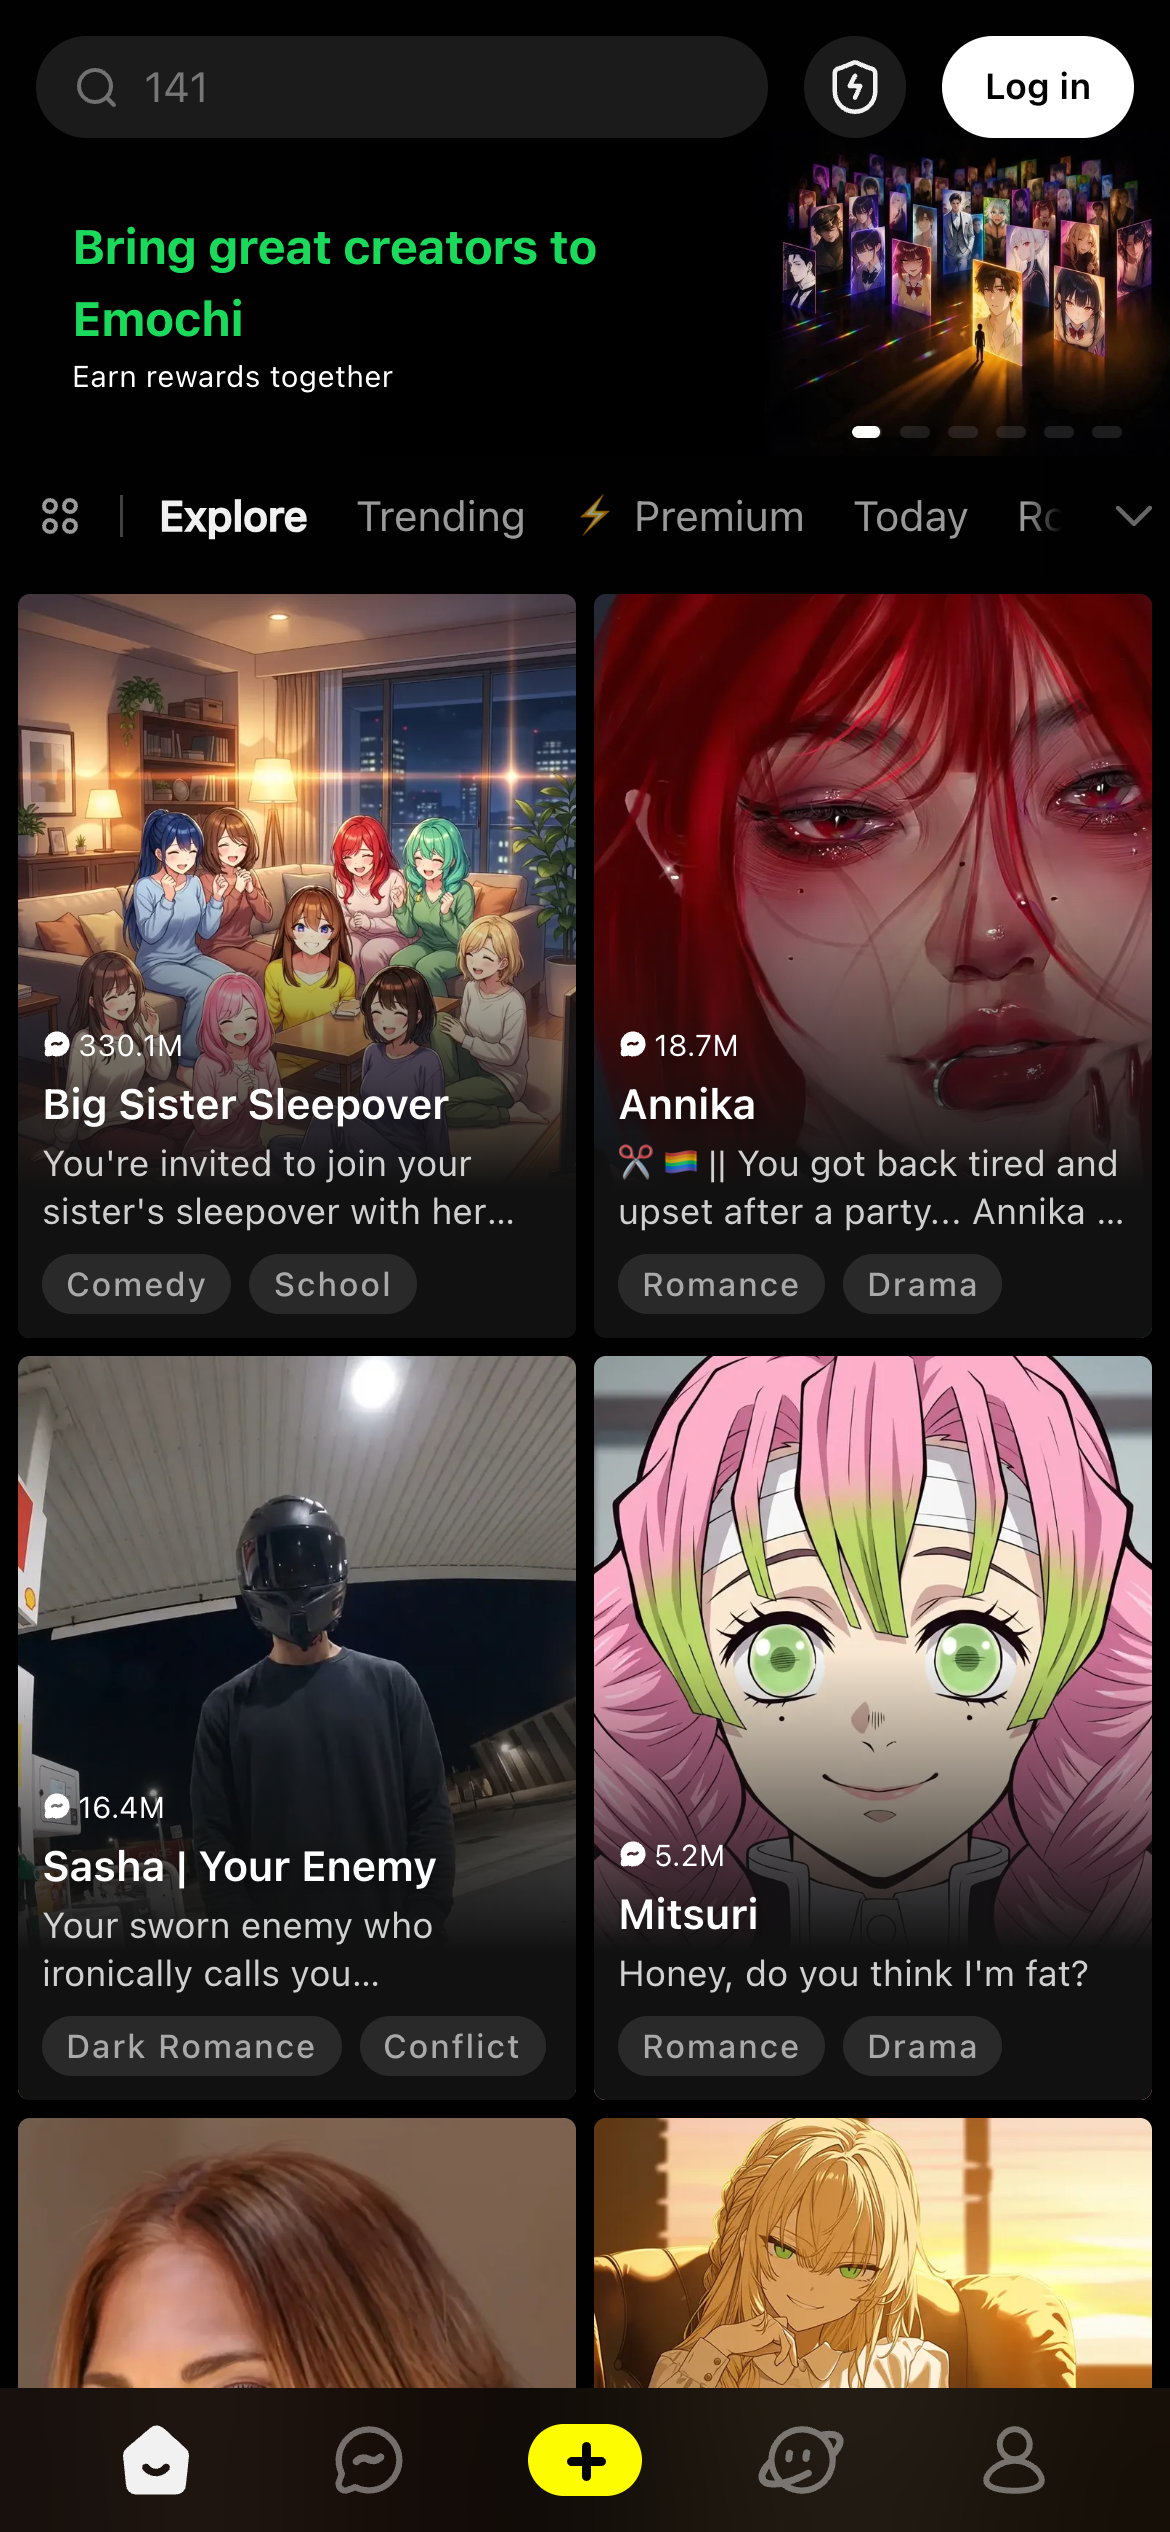 141
Log in
Bring great creators to
Emochi
Earn rewards together
Explore Trending ⚡ Premium Today Ro
330.1M
Big Sister Sleepover
You're invited to join your
sister's sleepover with her...
Comedy School
18.7M
Annika
✂️ 🏳️‍🌈 || You got back tired and
upset after a party... Annika ...
Romance Drama
16.4M
Sasha | Your Enemy
Your sworn enemy who
ironically calls you...
Dark Romance Conflict
5.2M
Mitsuri
Honey, do you think I'm fat?
Romance Drama